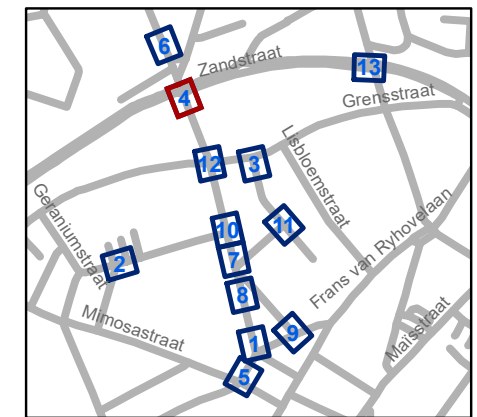 6
Zandstraat
13
4
Grensstraat
Lisbloemstraat
12
3
Geraniumstraat
Frans van Ryhovelaan
11
10
7
2
8
Mimosastraat
Maïsstraat
9
1
5